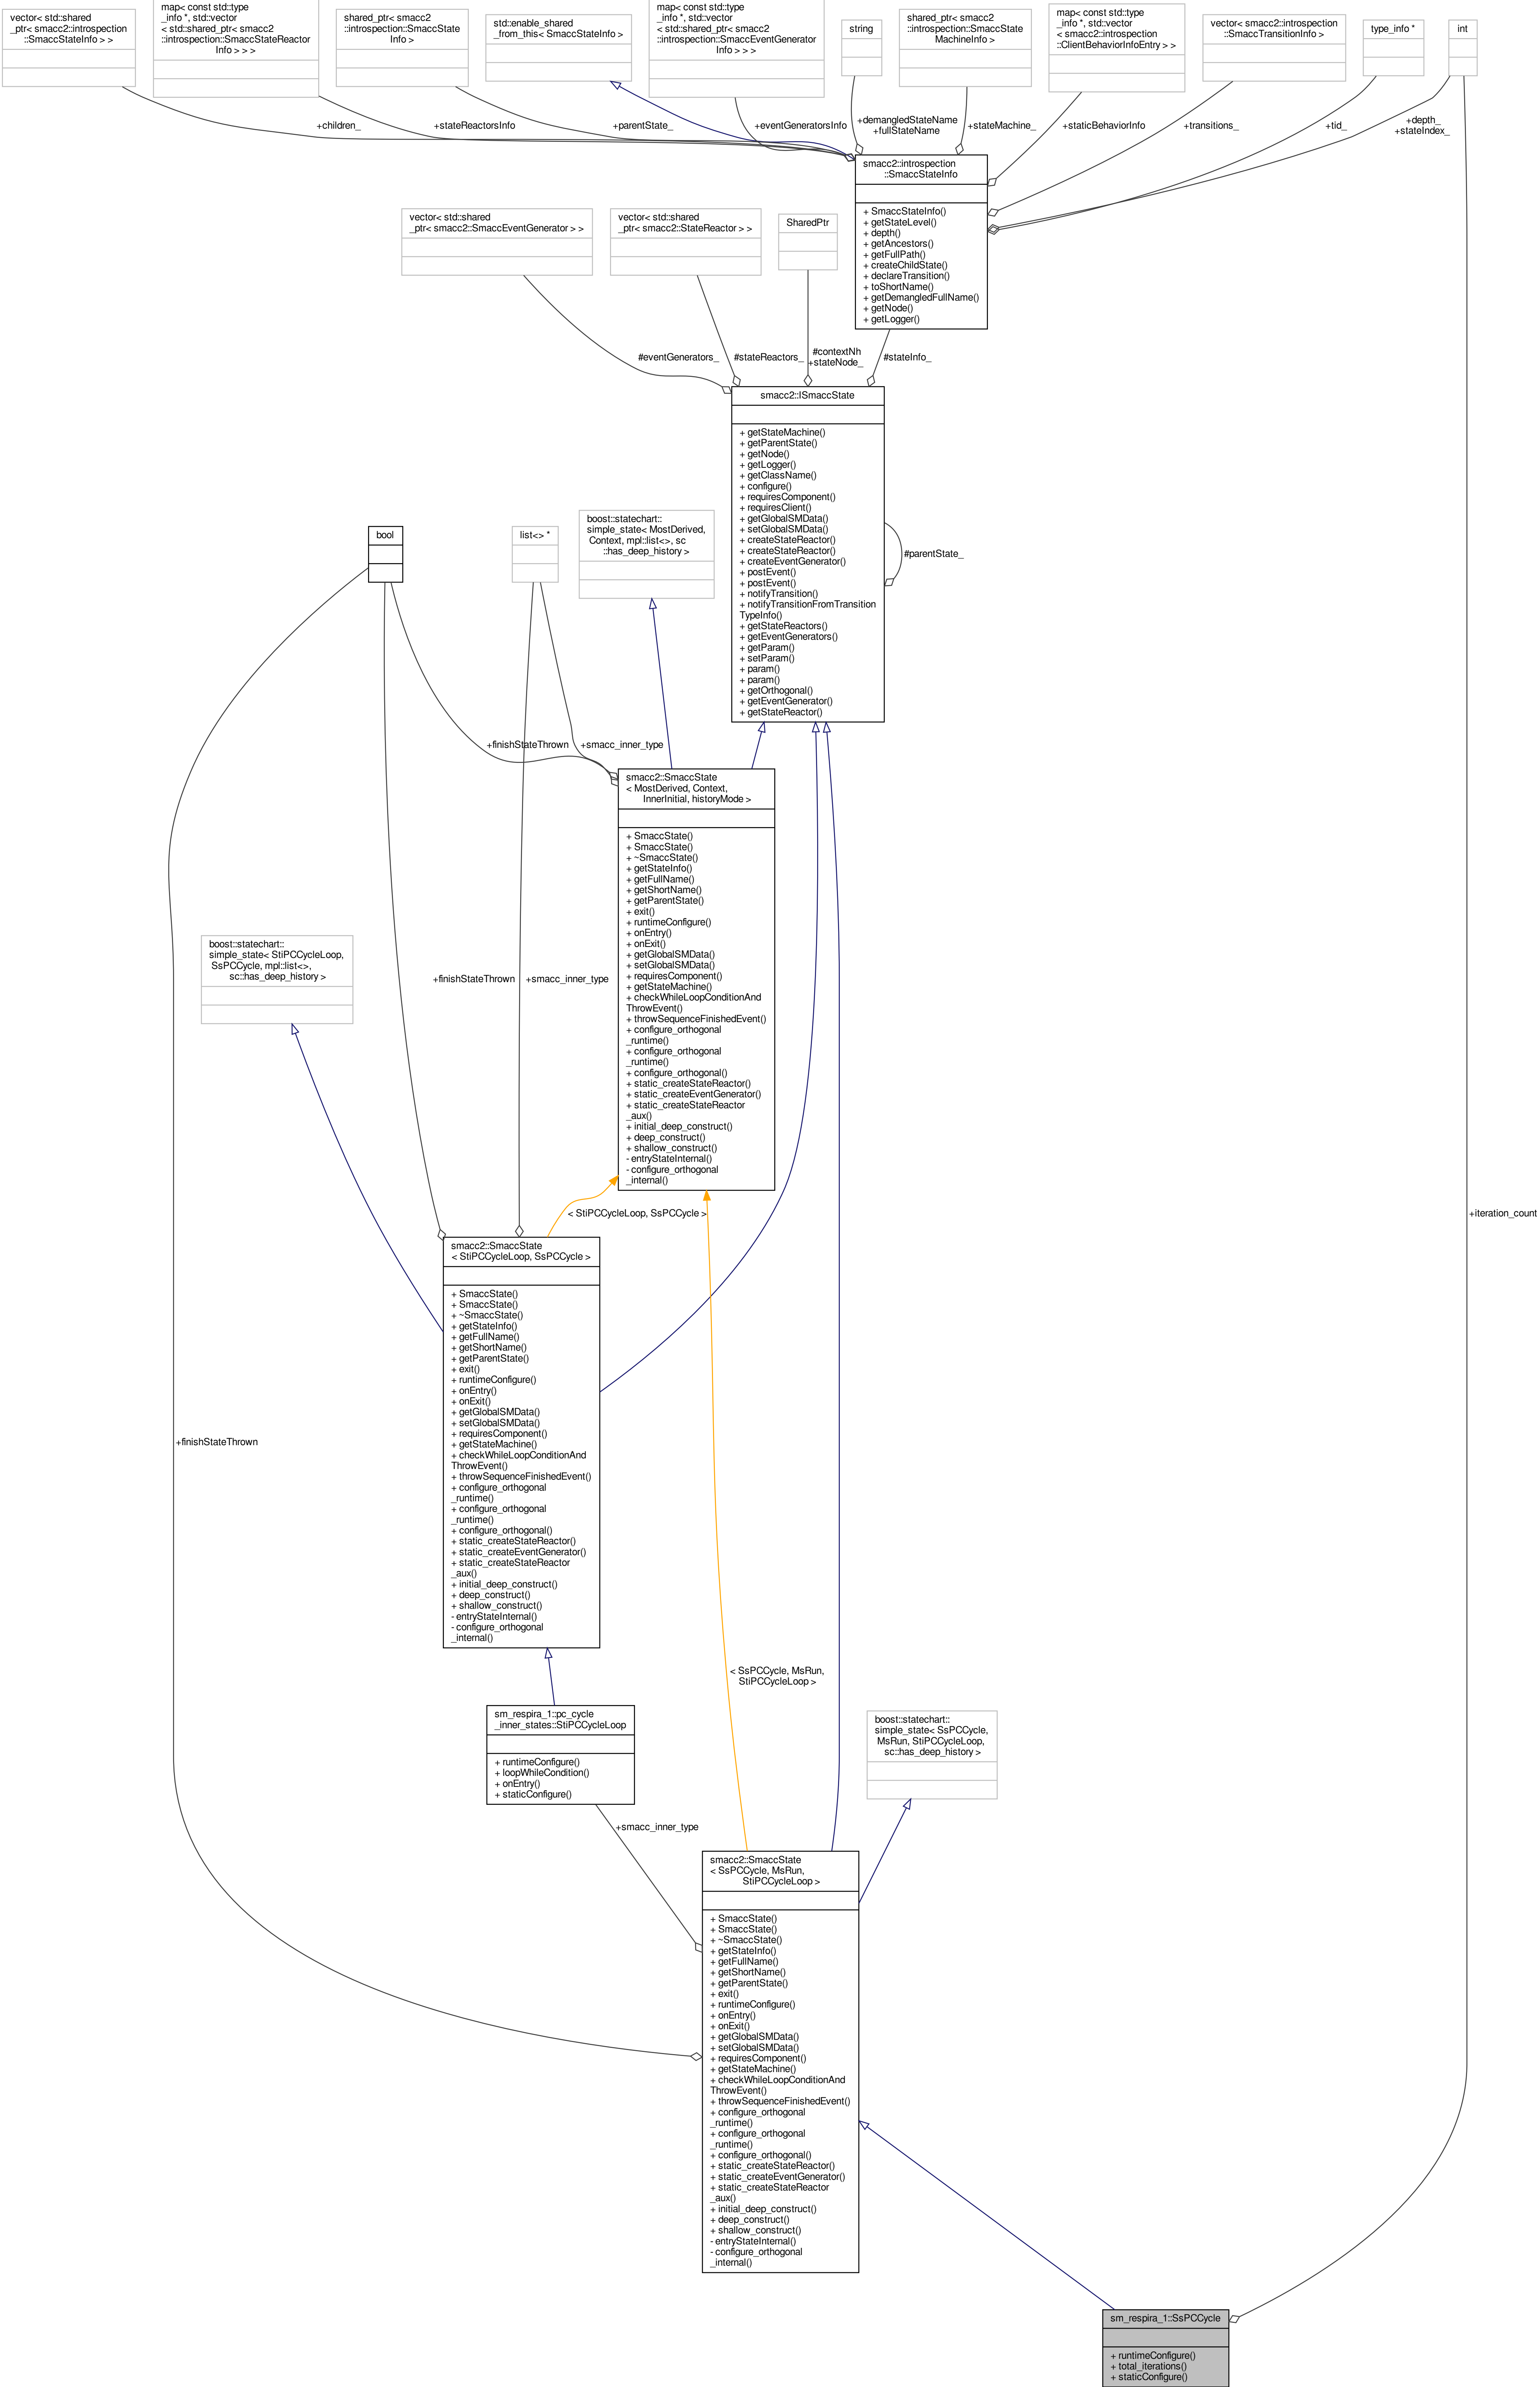 vector< std::shared
_ptr< smacc2::introspection
::SmaccStateInfo > >
map< const std::type
_info *, std::vector
< std::shared_ptr< smacc2
::introspection::SmaccStateReactor
Info > > >
shared_ptr< smacc2
::introspection::SmaccState
Info >
std::enable_shared
_from_this< SmaccStateInfo >
map< const std::type
_info *, std::vector
< std::shared_ptr< smacc2
::introspection::SmaccEventGenerator
Info > > >
string
shared_ptr< smacc2
::introspection::SmaccState
MachineInfo >
map< const std::type
_info *, std::vector
< smacc2::introspection
::ClientBehaviorInfoEntry > >
vector< smacc2::introspection
::SmaccTransitionInfo >
type_info *
int
+children_
+stateReactorsInfo
+parentState_
+eventGeneratorsInfo
+demangledStateName
+fullStateName
+stateMachine_
+staticBehaviorInfo
+transitions_
+tid_
+depth_
+stateIndex_
smacc2::introspection
::SmaccStateInfo
+ SmaccStateInfo()
+ getStateLevel()
+ depth()
+ getAncestors()
+ getFullPath()
+ createChildState()
+ declareTransition()
+ toShortName()
+ getDemangledFullName()
+ getNode()
+ getLogger()
vector< std::shared
_ptr< smacc2::SmaccEventGenerator > >
vector< std::shared
_ptr< smacc2::StateReactor > >
SharedPtr
#eventGenerators_
#stateReactors_
#contextNh
+stateNode_
#stateInfo_
smacc2::ISmaccState
+ getStateMachine()
+ getParentState()
+ getNode()
+ getLogger()
+ getClassName()
+ configure()
+ requiresComponent()
+ requiresClient()
+ getGlobalSMData()
+ setGlobalSMData()
+ createStateReactor()
+ createStateReactor()
+ createEventGenerator()
+ postEvent()
+ postEvent()
+ notifyTransition()
+ notifyTransitionFromTransition
TypeInfo()
+ getStateReactors()
+ getEventGenerators()
+ getParam()
+ setParam()
+ param()
+ param()
+ getOrthogonal()
+ getEventGenerator()
+ getStateReactor()
#parentState_
bool
list<> *
boost::statechart::
simple_state< MostDerived,
Context, mpl::list<>, sc
::has_deep_history >
+finishStateThrown
+smacc_inner_type
smacc2::SmaccState
< MostDerived, Context,
InnerInitial, historyMode >
+ SmaccState()
+ SmaccState()
+ ~SmaccState()
+ getStateInfo()
+ getFullName()
+ getShortName()
+ getParentState()
+ exit()
+ runtimeConfigure()
+ onEntry()
+ onExit()
+ getGlobalSMData()
+ setGlobalSMData()
+ requiresComponent()
+ getStateMachine()
+ checkWhileLoopConditionAnd
ThrowEvent()
+ throwSequenceFinishedEvent()
+ configure_orthogonal
_runtime()
+ configure_orthogonal
_runtime()
+ configure_orthogonal()
+ static_createStateReactor()
+ static_createEventGenerator()
+ static_createStateReactor
_aux()
+ initial_deep_construct()
+ deep_construct()
+ shallow_construct()
- entryStateInternal()
- configure_orthogonal
_internal()
boost::statechart::
simple_state< StiPCCycleLoop,
SsPCCycle, mpl::list<>,
sc::has_deep_history >
+finishStateThrown
+smacc_inner_type
< StiPCCycleLoop, SsPCCycle >
+iteration_count
smacc2::SmaccState
< StiPCCycleLoop, SsPCCycle >
+ SmaccState()
+ SmaccState()
+ ~SmaccState()
+ getStateInfo()
+ getFullName()
+ getShortName()
+ getParentState()
+ exit()
+ runtimeConfigure()
+ onEntry()
+ onExit()
+ getGlobalSMData()
+ setGlobalSMData()
+ requiresComponent()
+ getStateMachine()
+ checkWhileLoopConditionAnd
ThrowEvent()
+ throwSequenceFinishedEvent()
+ configure_orthogonal
_runtime()
+ configure_orthogonal
_runtime()
+ configure_orthogonal()
+ static_createStateReactor()
+ static_createEventGenerator()
+ static_createStateReactor
_aux()
+ initial_deep_construct()
+ deep_construct()
+ shallow_construct()
- entryStateInternal()
- configure_orthogonal
_internal()
+finishStateThrown
< SsPCCycle, MsRun,
StiPCCycleLoop >
sm_respira_1::pc_cycle
_inner_states::StiPCCycleLoop
+ runtimeConfigure()
+ loopWhileCondition()
+ onEntry()
+ staticConfigure()
boost::statechart::
simple_state< SsPCCycle,
MsRun, StiPCCycleLoop,
sc::has_deep_history >
+smacc_inner_type
smacc2::SmaccState
< SsPCCycle, MsRun,
StiPCCycleLoop >
+ SmaccState()
+ SmaccState()
+ ~SmaccState()
+ getStateInfo()
+ getFullName()
+ getShortName()
+ getParentState()
+ exit()
+ runtimeConfigure()
+ onEntry()
+ onExit()
+ getGlobalSMData()
+ setGlobalSMData()
+ requiresComponent()
+ getStateMachine()
+ checkWhileLoopConditionAnd
ThrowEvent()
+ throwSequenceFinishedEvent()
+ configure_orthogonal
_runtime()
+ configure_orthogonal
_runtime()
+ configure_orthogonal()
+ static_createStateReactor()
+ static_createEventGenerator()
+ static_createStateReactor
_aux()
+ initial_deep_construct()
+ deep_construct()
+ shallow_construct()
- entryStateInternal()
- configure_orthogonal
_internal()
sm_respira_1::SsPCCycle
+ runtimeConfigure()
+ total_iterations()
+ staticConfigure()